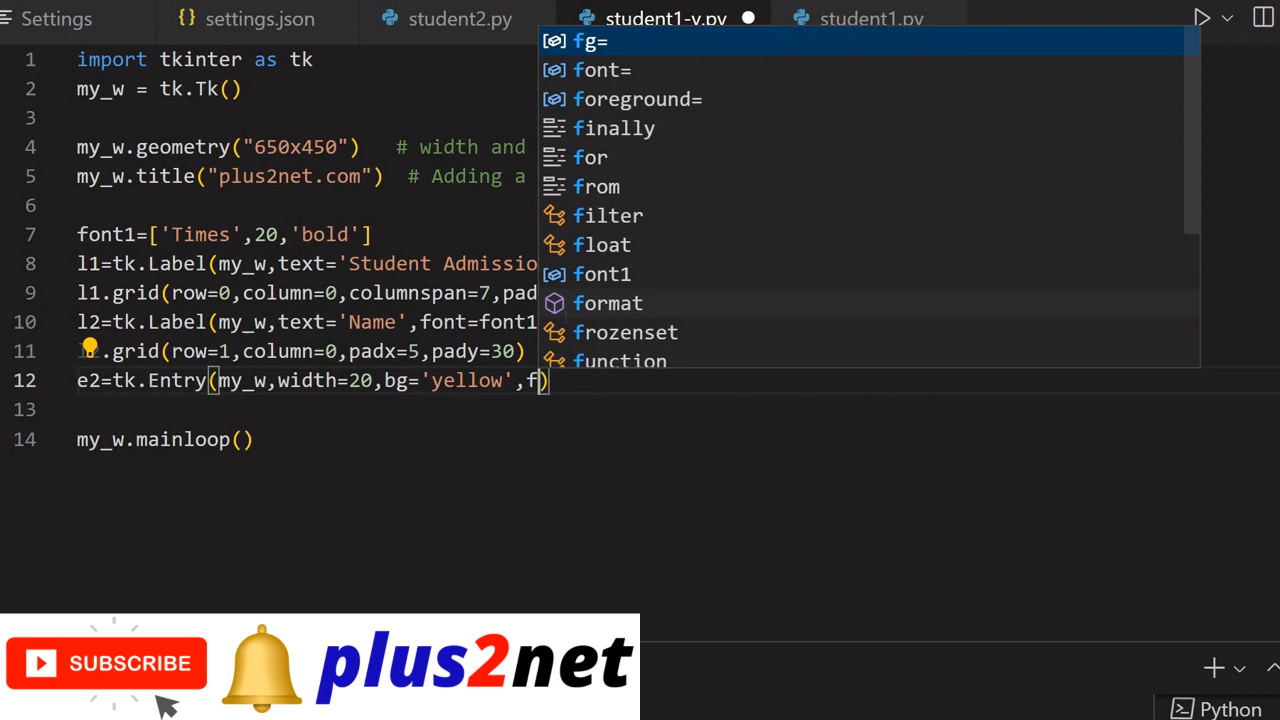 Settings
{} settings.json
student2.py
student1-v.py
student1.py
1 import tkinter as tk
2 my_w = tk.Tk()
3
4 my_w.geometry("650x450") # width and
5 my_w.title("plus2net.com") # Adding a
6
7 font1=['Times',20,'bold']
8 l1=tk.Label(my_w,text='Student Admissio
9 l1.grid(row=0,column=0,columnspan=7,pad
10 l2=tk.Label(my_w,text='Name',font=font1
11 .grid(row=1,column=0,padx=5,pady=30)
12 e2=tk.Entry(my_w,width=20,bg='yellow',f)
13
14 my_w.mainloop()
fg=
font=
foreground=
finally
for
from
filter
float
font1
format
frozenset
function
SUBSCRIBE
plus2net
Python